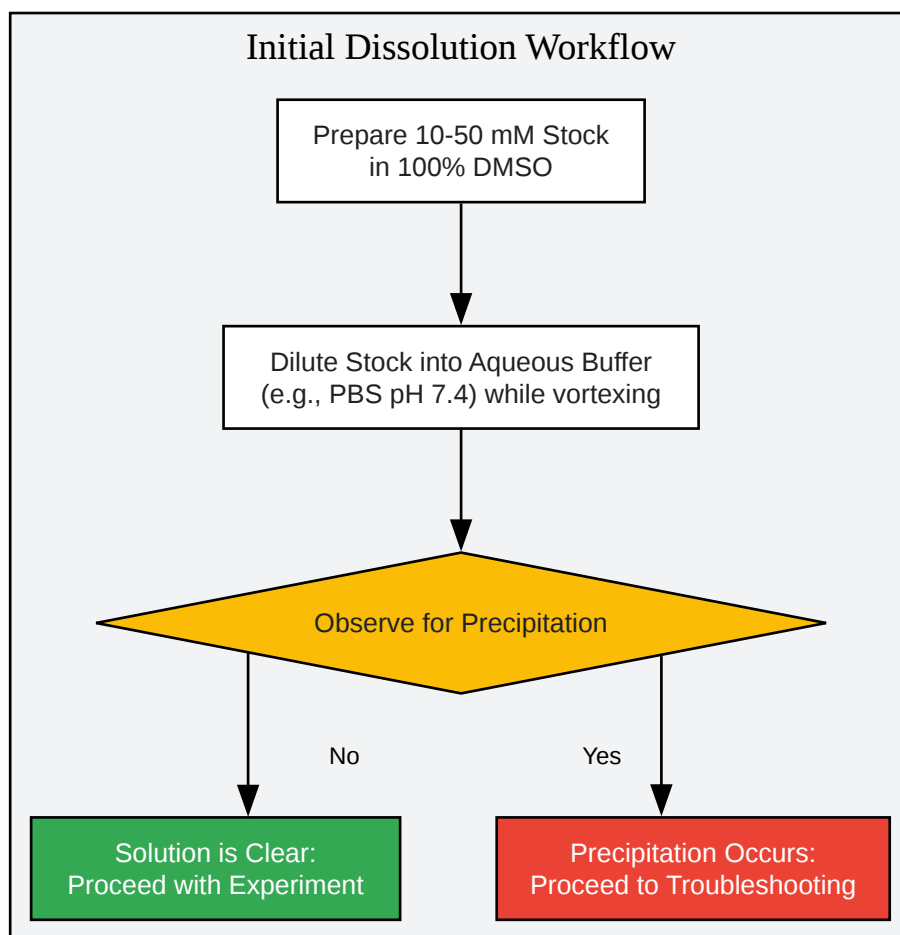 Initial Dissolution Workflow
Prepare 10-50 mM Stock
in 100% DMSO
Dilute Stock into Aqueous Buffer
(e.g., PBS pH 7.4) while vortexing
Observe for Precipitation
No
Yes
Solution is Clear:
Proceed with Experiment
Precipitation Occurs:
Proceed to Troubleshooting